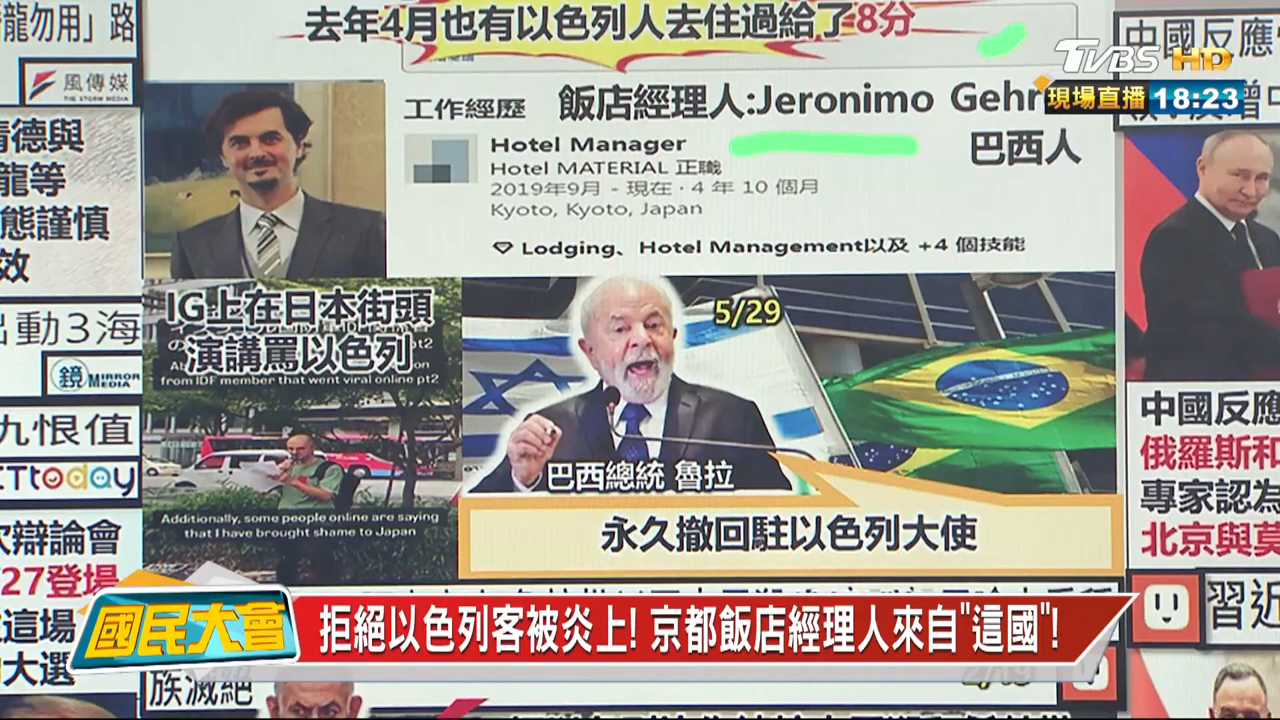 去年4月也有以色列人去住過給了8分
TVBS HD
現場直播 18:23
龍勿用」路
風傳媒
THE STORM MEDIA
工作經歷
飯店經理人:Jeronimo Gehr
巴西人
Hotel Manager
Hotel MATERIAL 正職
2019年9月 - 現在 · 4 年 10 個月
Kyoto, Kyoto, Japan
Lodging、Hotel Management以及 +4 個技能
中國反應
情德與
龍等
態謹慎
效
出動3海
鏡 MIRROR MEDIA
九恨值
ETtoday
次辯論會
/27登場
這場
大選
IG上在日本街頭
演講罵以色列
from IDF member that went viral online pt2
Additionally, some people online are saying
that I have brought shame to Japan
5/29
巴西總統 魯拉
永久撤回駐以色列大使
中國反應
俄羅斯和
專家認為
北京與莫
習近
國民大會
拒絕以色列客被炎上! 京都飯店經理人來自"這國"!
族滅絕